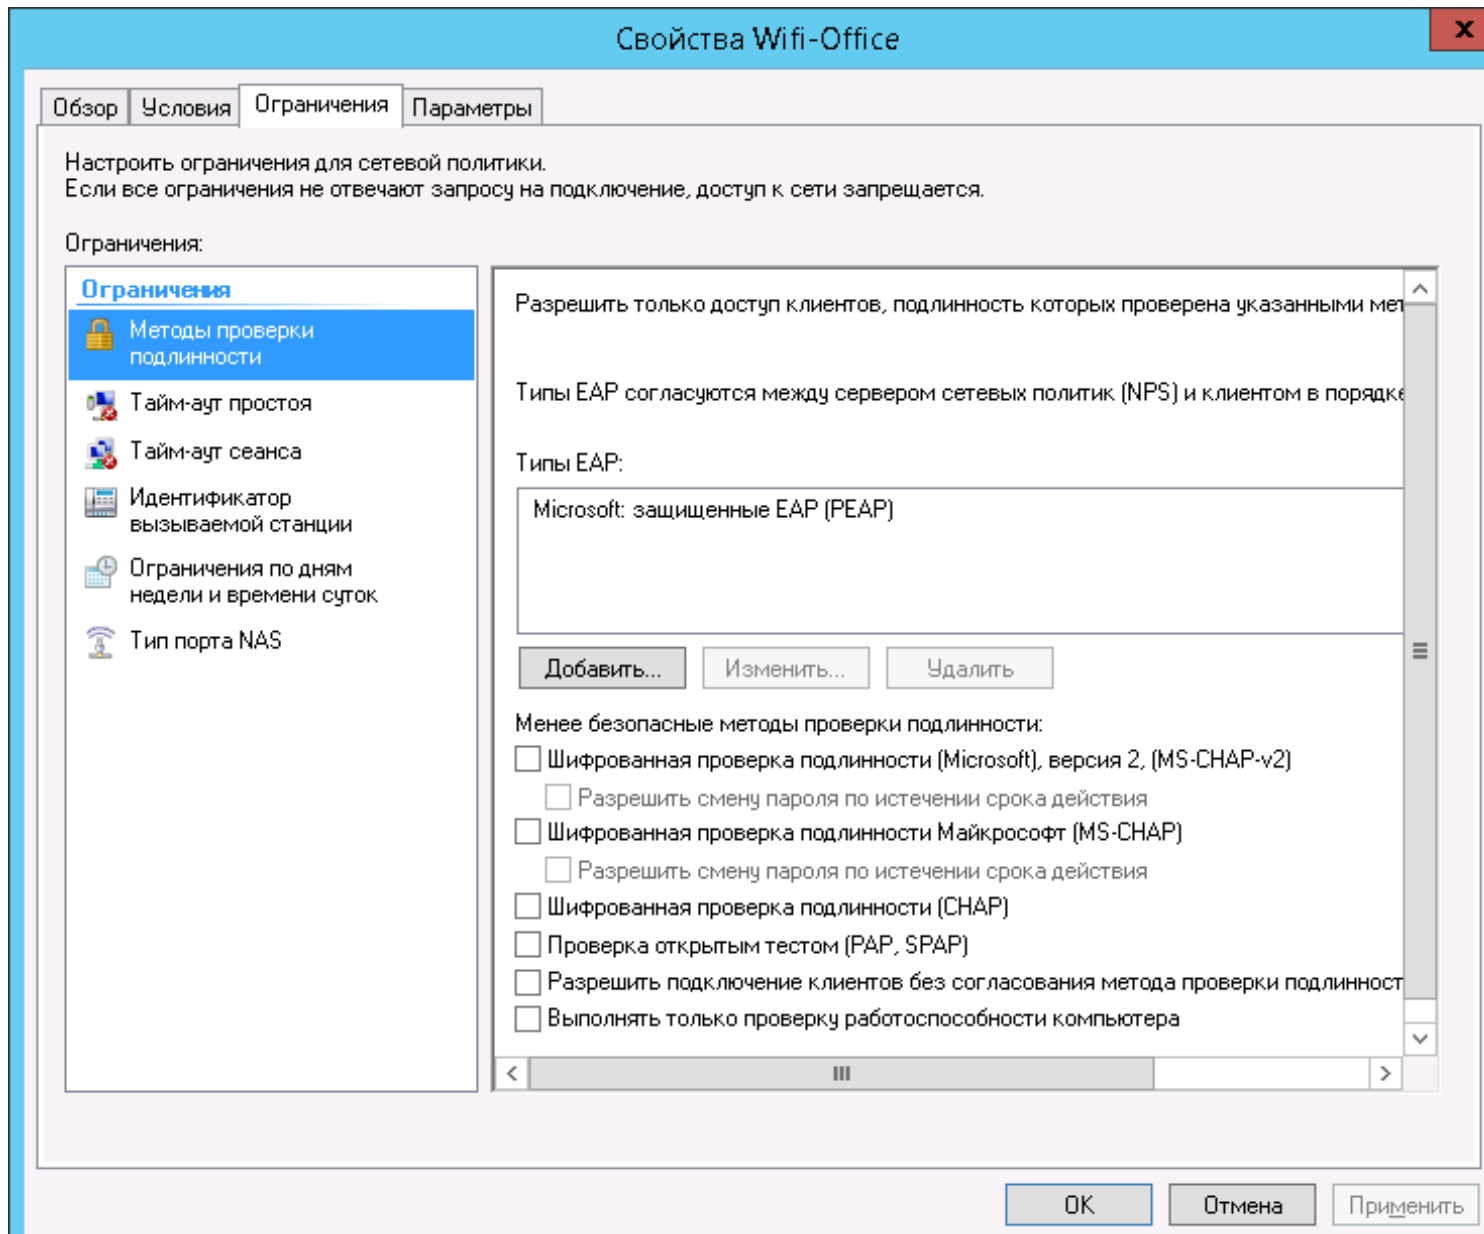 Свойства Wifi-Office
x
Обзор Условия Ограничения Параметры
Настроить ограничения для сетевой политики.
Если все ограничения не отвечают запросу на подключение, доступ к сети запрещается.
Ограничения:
Ограничения
Методы проверки
подлинности
Тайм-аут простоя
Тайм-аут сеанса
Идентификатор
вызываемой станции
Ограничения по дням
недели и времени суток
Тип порта NAS
Разрешить только доступ клиентов, подлинность которых проверена указанными мет
Типы EAP согласуются между сервером сетевых политик (NPS) и клиентом в порядке
Типы EAP:
Microsoft: защищенные EAP (PEAP)
Добавить... Изменить... Удалить
Менее безопасные методы проверки подлинности:
Шифрованная проверка подлинности (Microsoft), версия 2, (MS-CHAP-v2)
Разрешить смену пароля по истечении срока действия
Шифрованная проверка подлинности Майкрософт (MS-CHAP)
Разрешить смену пароля по истечении срока действия
Шифрованная проверка подлинности (CHAP)
Проверка открытым тестом (PAP, SPAP)
Разрешить подключение клиентов без согласования метода проверки подлинност
Выполнять только проверку работоспособности компьютера
OK Отмена Применить